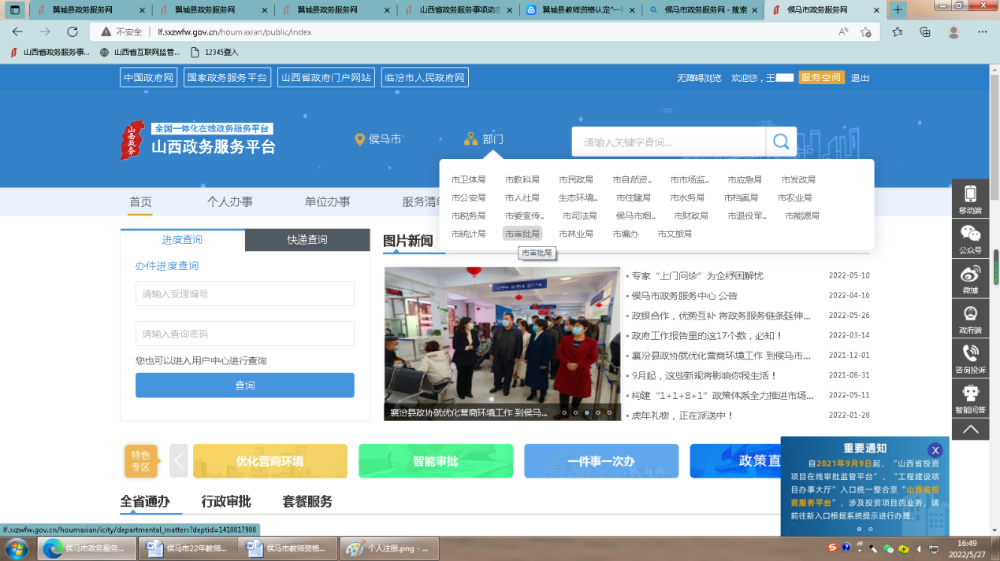 翼城县政务服务网
翼城县政务服务网
翼城县政务服务网
山西省政务服务事项动
翼城县教师资格认定“一
侯马市政务服务网 - 搜索
侯马市政务服务网
不安全 lf.sxzwfw.gov.cn/houmaxian/public/index
山西省政务服务事... 山西省互联网监管... 12345登入
中国政府网 国家政务服务平台 山西省政府门户网站 临汾市人民政府网
无障碍浏览 欢迎您，王 服务空间 退出
山西政务
全国一体化在线政务服务平台
山西政务服务平台
侯马市 部门 请输入关键字查询...
市卫体局 市教科局 市民政局 市自然资.. 市市场监.. 市应急局 市发改局
市公安局 市人社局 生态环境.. 市住建局 市水务局 市档案局 市农业局
市税务局 市委宣传.. 市司法局 侯马市烟.. 市财政局 市退役军.. 市能源局
市统计局 市审批局 市林业局 市编办 市文旅局
市审批局
首页 个人办事 单位办事 服务清单
进度查询 快递查询
办件进度查询
请输入受理编号
请输入查询密码
您也可以进入用户中心进行查询
查询
图片新闻
襄汾县政协就优化营商环境工作 到侯马...
专家“上门问诊”为企纾困解忧 2022-05-10
侯马市政务服务中心 公告 2022-04-16
政银合作，优势互补 将政务服务链条延伸... 2022-05-26
政府工作报告里的这17个数，必知！ 2022-03-14
襄汾县政协就优化营商环境工作 到侯马市... 2021-12-01
9月起，这些新规将影响你我生活！ 2021-08-31
构建“1+1+8+1”政策体系全力推进市场... 2022-05-11
虎年礼物，正在派送中！ 2022-01-28
移动端
公众号
微博
政府端
咨询投诉
智能问答
特色
专区
优化营商环境 智能审批 一件事一次办 政策直
全省通办 行政审批 套餐服务
重要通知 X
自2021年9月9日起，“山西省投资
项目在线审批监管平台”、“工程建设项
目办事大厅”入口统一整合至“山西省投
资服务平台”，涉及投资项目的业务，请
前往新入口根据系统提示进行办理。
lf.sxzwfw.gov.cn/houmaxian/icity/departmental_matters?deptid=1410817900
侯马市政务服务... 侯马市22年教师... 侯马市教师资格... 个人注册.png - ...
16:49
2022/5/27